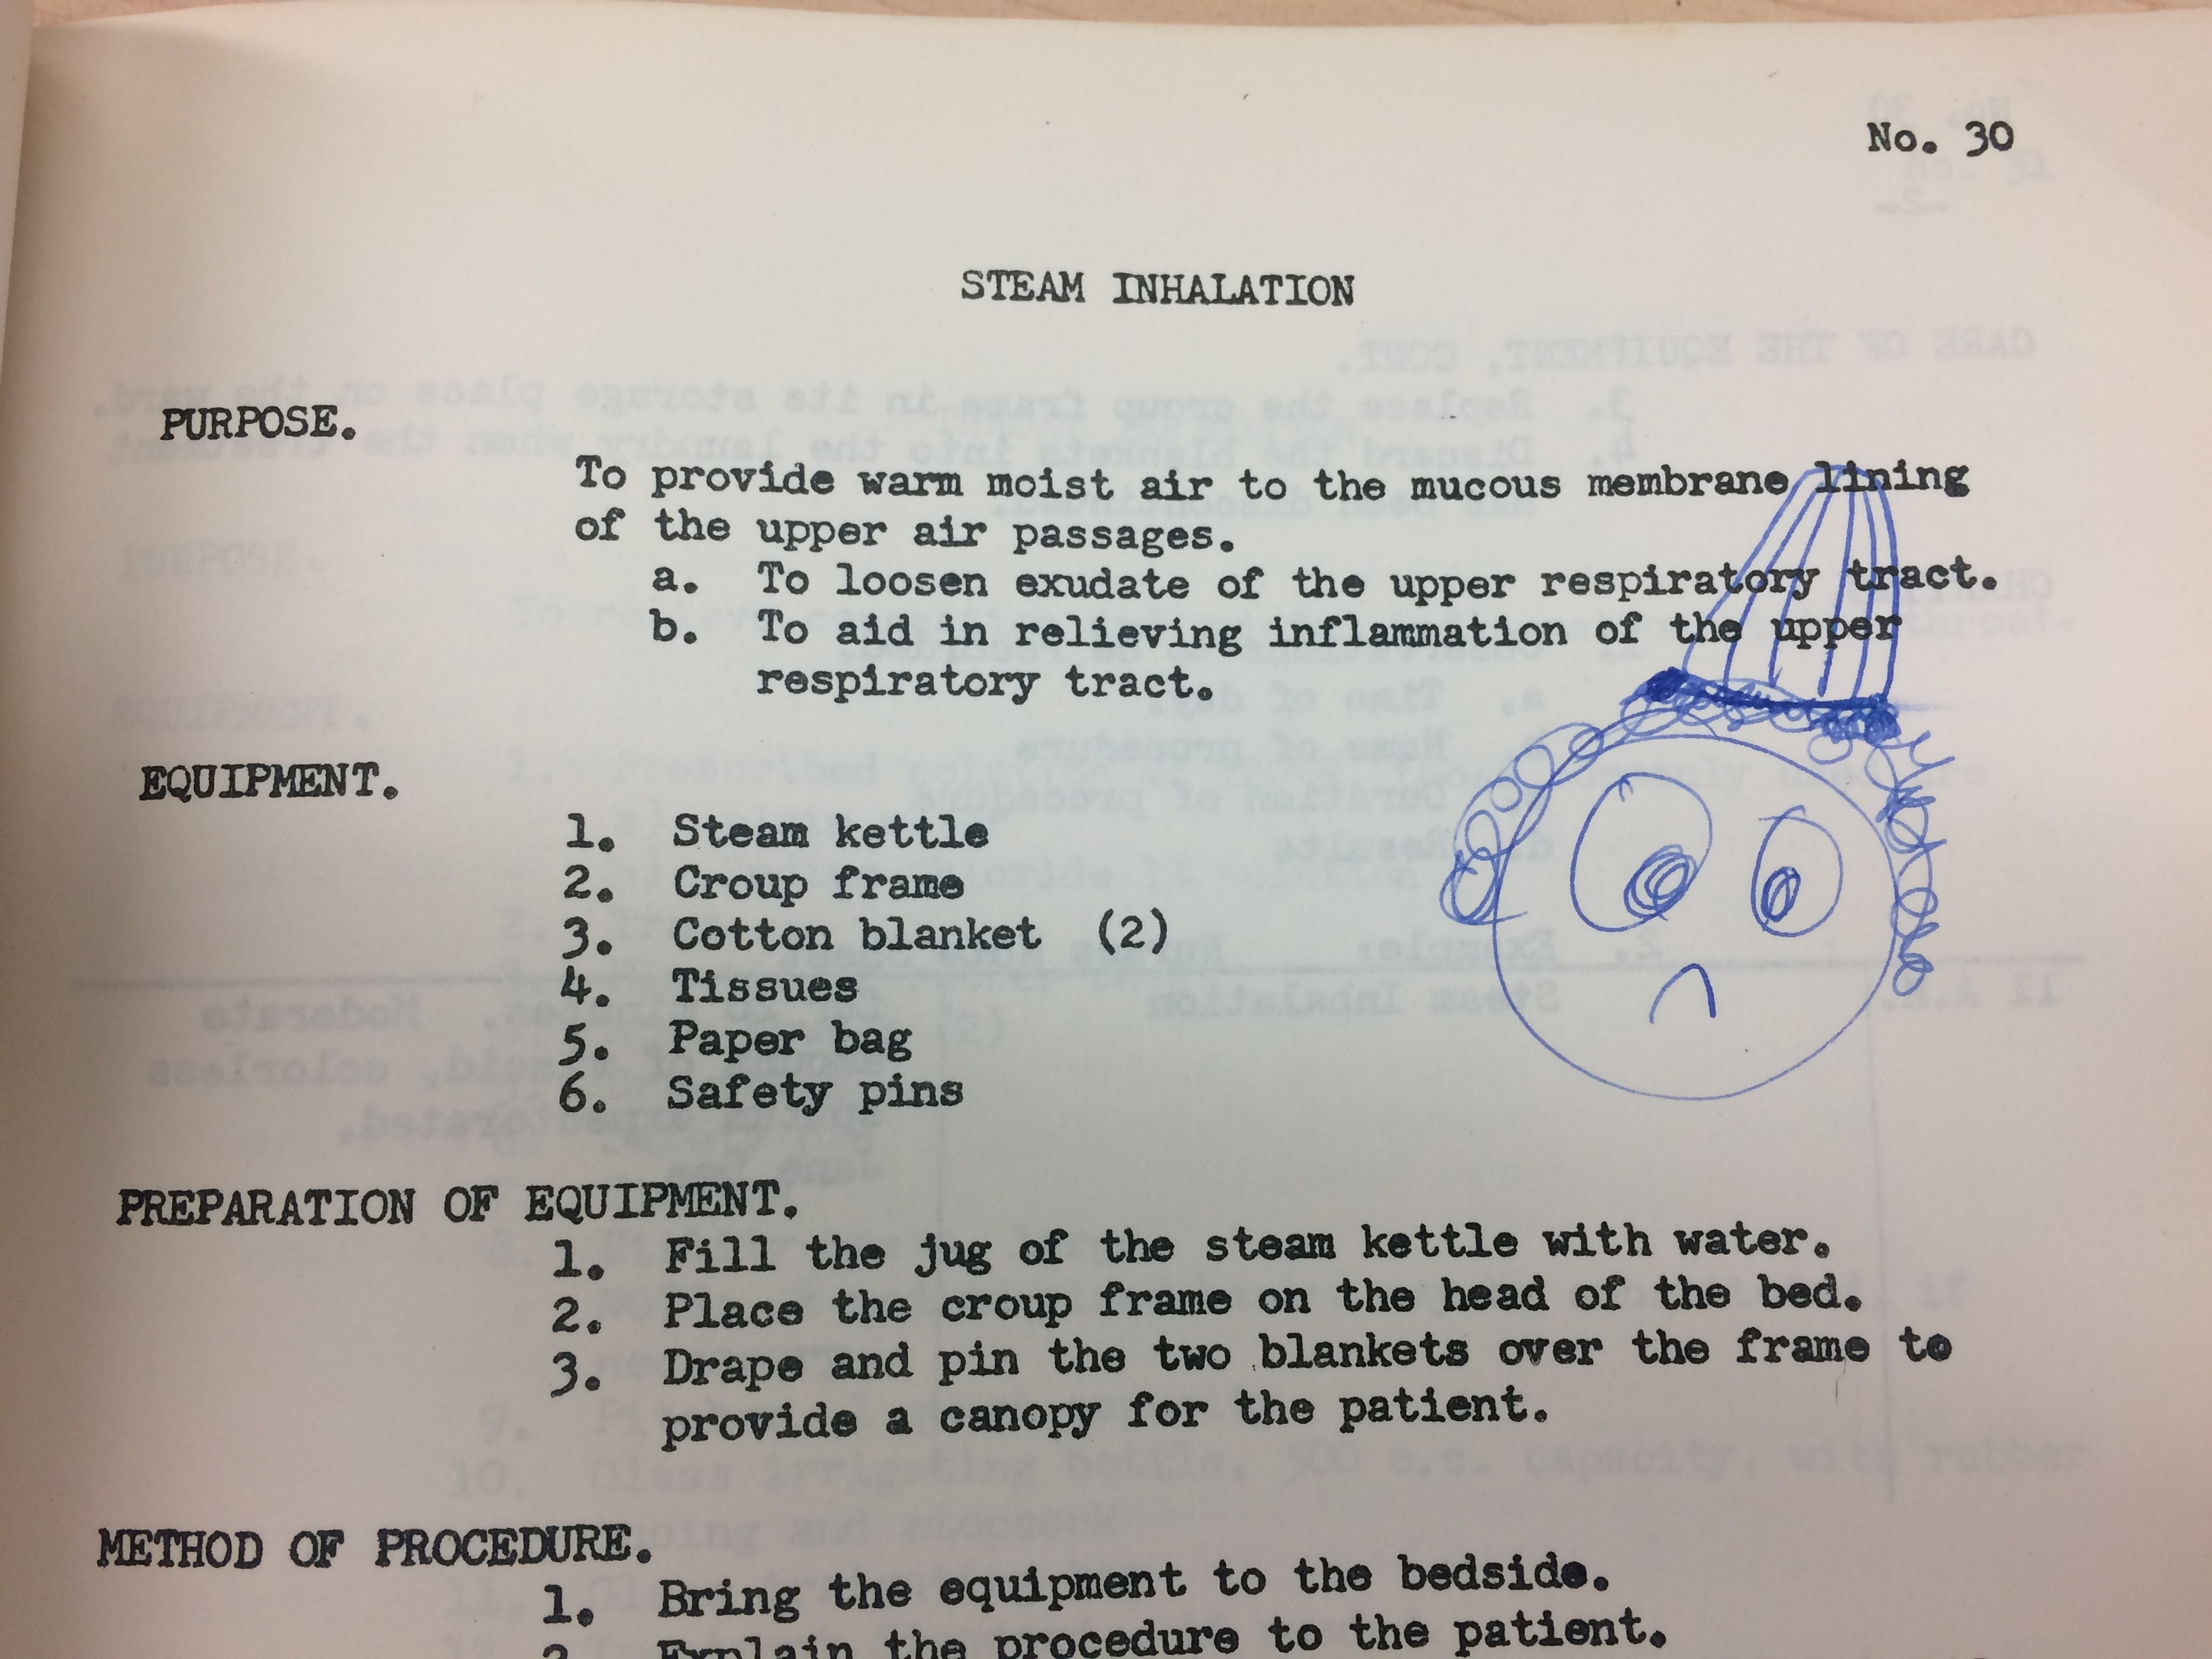 No. 30
STEAM INHALATION
PURPOSE.
To provide warm moist air to the mucous membrane lining
of the upper air passages.
a. To loosen exudate of the upper respiratory tract.
b. To aid in relieving inflammation of the upper
respiratory tract.
EQUIPMENT.
1. Steam kettle
2. Croup frame
3. Cotton blanket (2)
4. Tissues
5. Paper bag
6. Safety pins
PREPARATION OF EQUIPMENT.
1. Fill the jug of the steam kettle with water.
2. Place the croup frame on the head of the bed.
3. Drape and pin the two blankets over the frame to
provide a canopy for the patient.
METHOD OF PROCEDURE.
1. Bring the equipment to the bedside.
2. Explain the procedure to the patient.